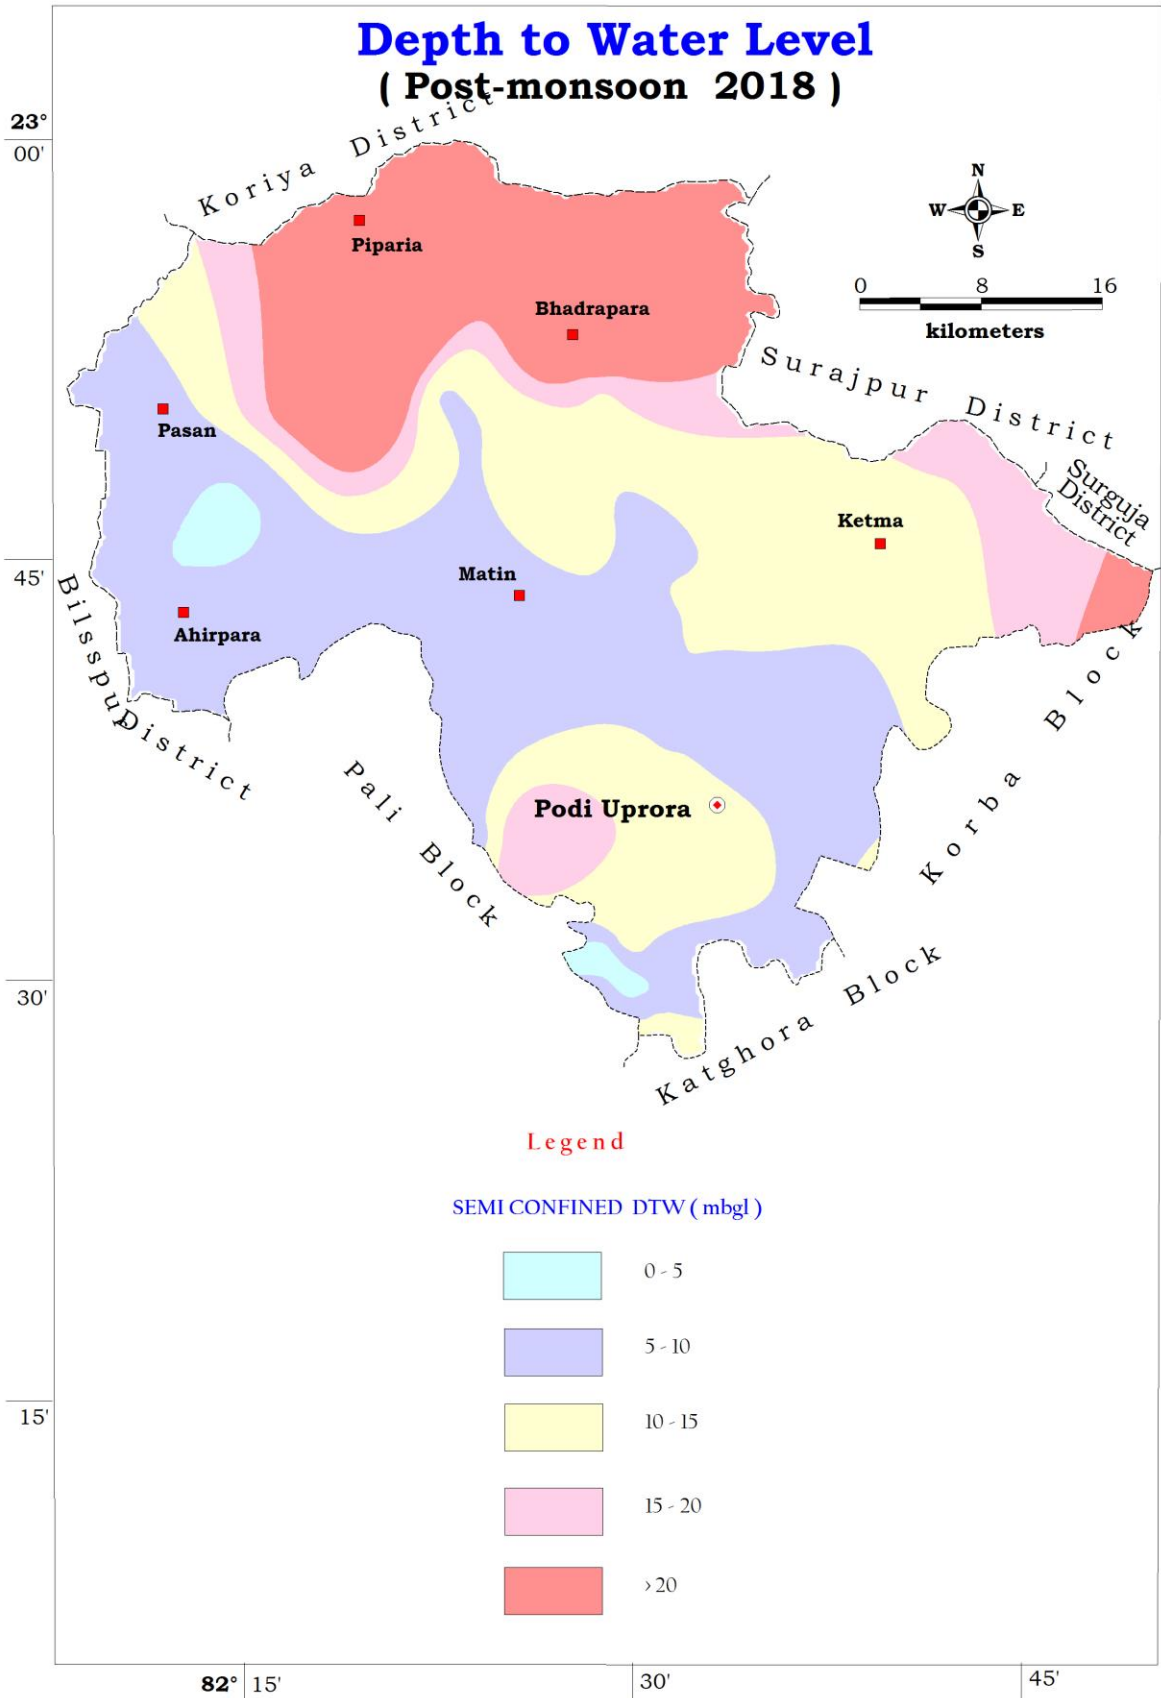 Depth to Water Level
( Post-monsoon 2018 )
23°
00'
Koriya District
N
W E
S
Piparia
0 8 16
kilometers
Bhadrapara
Surajpur District
Pasan
Surguja
District
Ketma
45'
Matin
Bilsspur
District
Ahirpara
Pali Block
Podi Uprora
Korba Block
Katghora Block
30'
Legend
SEMI CONFINED DTW ( mbgl )
0 - 5
5 - 10
10 - 15
15 - 20
> 20
15'
82° 15'
30'
45'